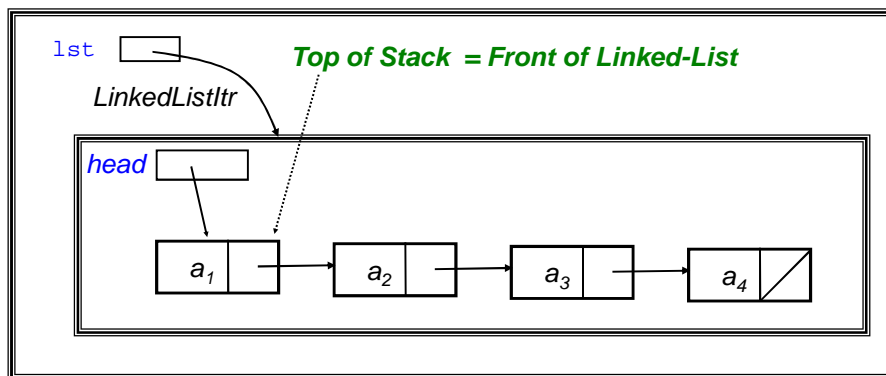 lst
Top of Stack = Front of Linked-List
LinkedListItr
head
a1
a2
a3
a4